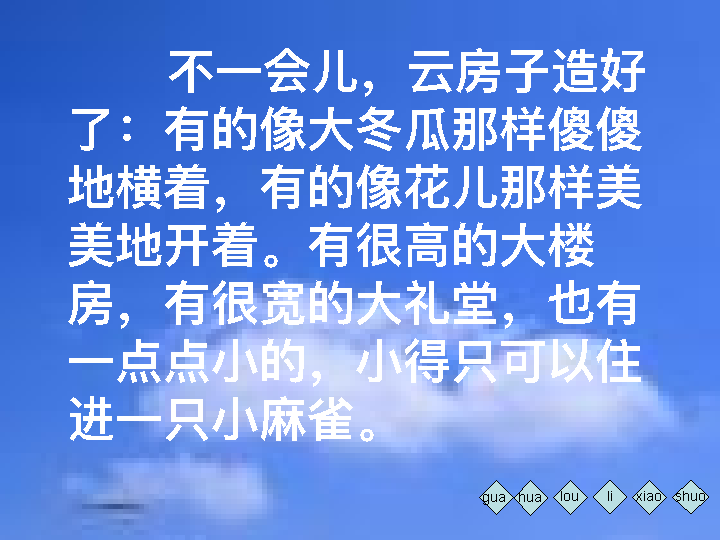 不一会儿，云房子造好
了：有的像大冬瓜那样傻傻
地横着，有的像花儿那样美
美地开着。有很高的大楼
房，有很宽的大礼堂，也有
一点点小的，小得只可以住
进一只小麻雀。
gua hua lou li xiao shuo